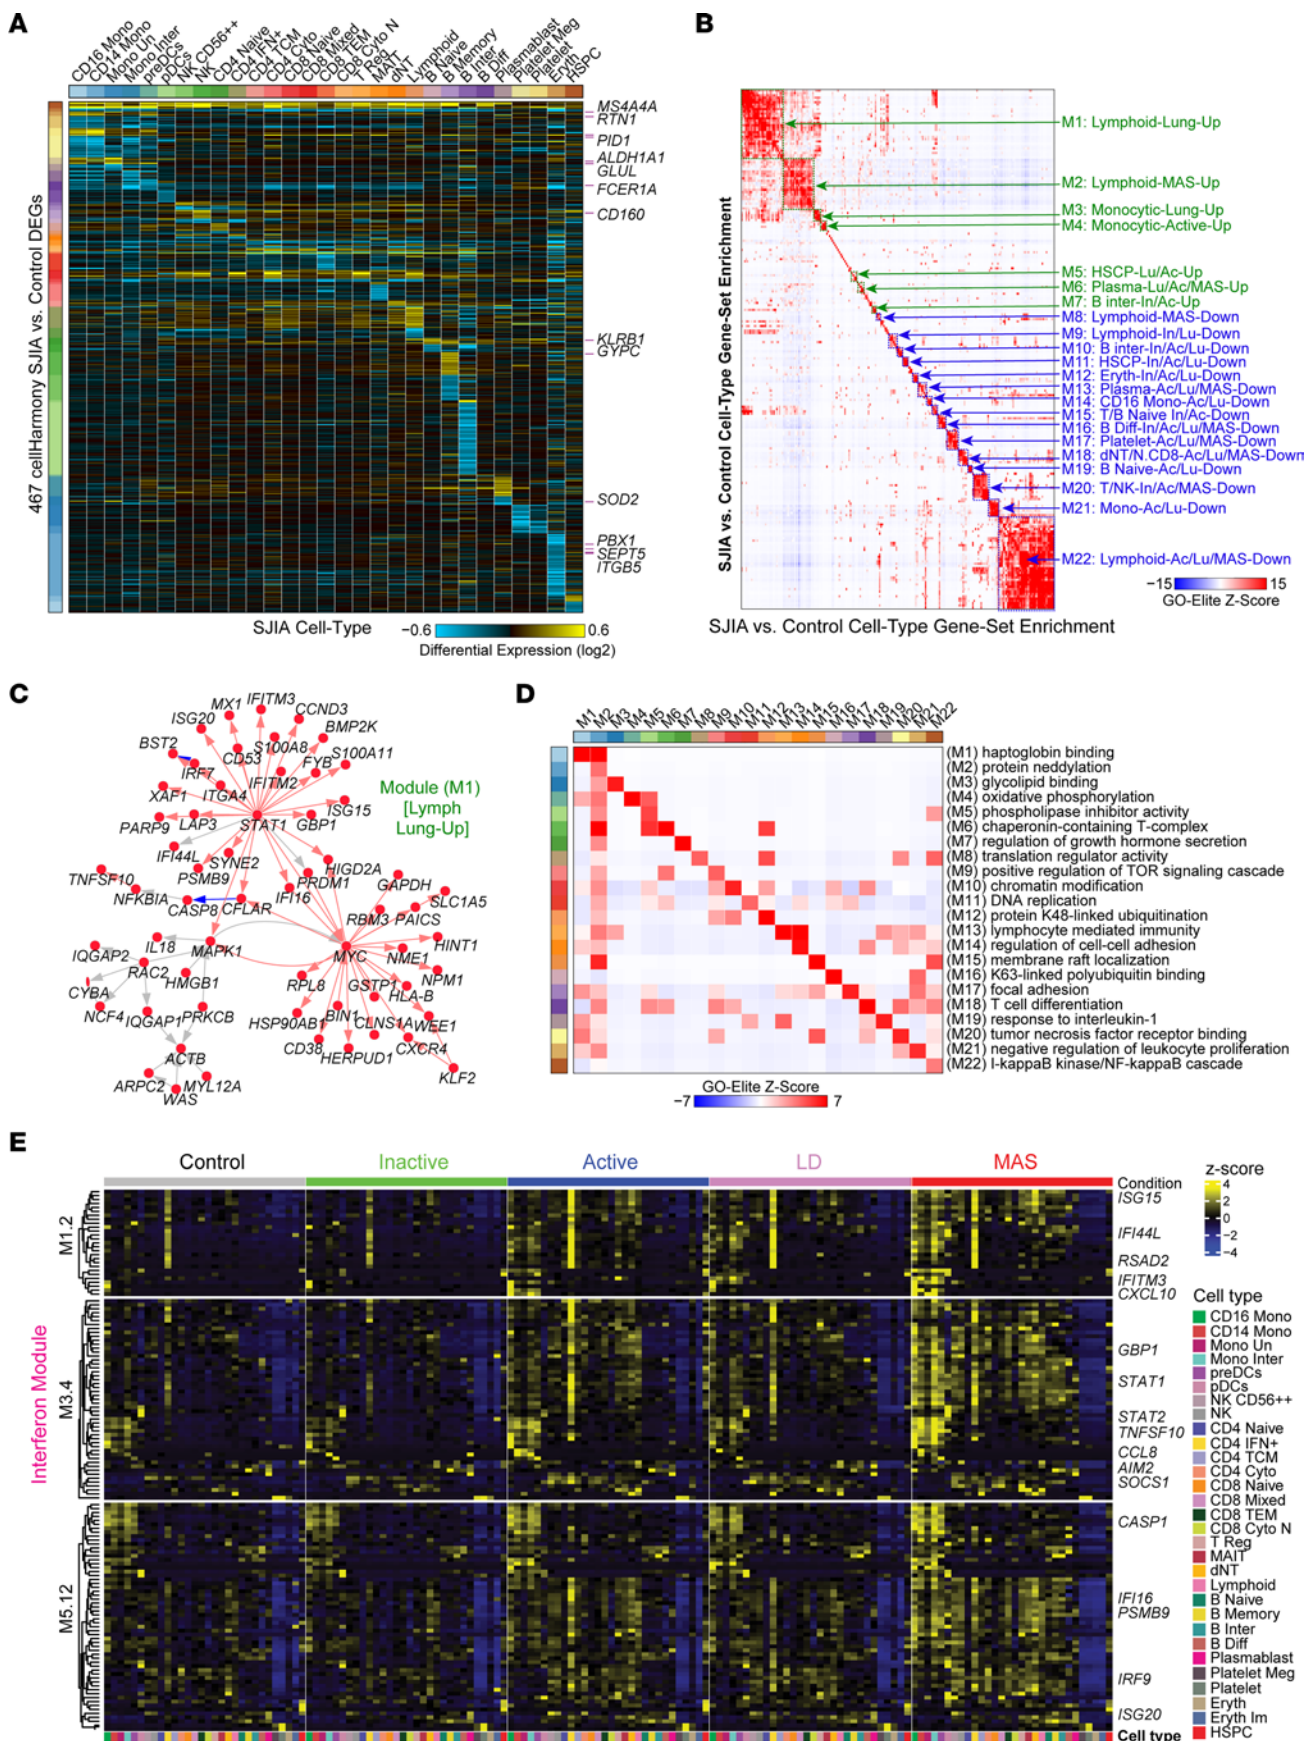 A
CD16 Mono
CD14 Mono
Mono Un
Mono Inter
preDCs
pDCs
NK CD56++
NK
CD4 Naive
CD4 IFN+
CD4 TCM
CD4 Cyto
CD8 Naive
CD8 Mixed
CD8 TEM
CD8 Cyto N
T Reg
MAIT
dNT
Lymphoid
B Naive
B Memory
B Inter
B Diff
Plasmablast
Platelet Meg
Platelet
Eryth
HSPC
467 cellHarmony SJIA vs. Control DEGs
MS4A4A
RTN1
PID1
ALDH1A1
GLUL
FCER1A
CD160
KLRB1
GYPC
SOD2
PBX1
SEPT5
ITGB5
SJIA Cell-Type
−0.6
0.6
Differential Expression (log2)
B
SJIA vs. Control Cell-Type Gene-Set Enrichment
M1: Lymphoid-Lung-Up
M2: Lymphoid-MAS-Up
M3: Monocytic-Lung-Up
M4: Monocytic-Active-Up
M5: HSCP-Lu/Ac-Up
M6: Plasma-Lu/Ac/MAS-Up
M7: B inter-In/Ac-Up
M8: Lymphoid-MAS-Down
M9: Lymphoid-In/Lu-Down
M10: B inter-In/Ac/Lu-Down
M11: HSCP-In/Ac/Lu-Down
M12: Eryth-In/Ac/Lu-Down
M13: Plasma-Ac/Lu/MAS-Down
M14: CD16 Mono-Ac/Lu-Down
M15: T/B Naive In/Ac-Down
M16: B Diff-In/Ac/Lu/MAS-Down
M17: Platelet-Ac/Lu/MAS-Down
M18: dNT/N.CD8-Ac/Lu/MAS-Down
M19: B Naive-Ac/Lu-Down
M20: T/NK-In/Ac/MAS-Down
M21: Mono-Ac/Lu-Down
M22: Lymphoid-Ac/Lu/MAS-Down
−15
15
GO-Elite Z-Score
SJIA vs. Control Cell-Type Gene-Set Enrichment
C
MX1
IFITM3
CCND3
ISG20
BMP2K
BST2
CD53
S100A8
S100A11
IRF7
IFITM2
FYB
XAF1
ITGA4
ISG15
PARP9
LAP3
STAT1
GBP1
IFI44L
SYNE2
HIGD2A
PSMB9
PRDM1
GAPDH
TNFSF10
NFKBIA
IFI16
SLC1A5
CASP8
CFLAR
RBM3
PAICS
IL18
MAPK1
HINT1
IQGAP2
MYC
NME1
RAC2
HMGB1
NPM1
CYBA
RPL8
GSTP1
HLA-B
NCF4
IQGAP1
PRKCB
HSP90AB1
BIN1
CLNS1A
WEE1
CD38
HERPUD1
CXCR4
ACTB
KLF2
ARPC2
MYL12A
WAS
Module (M1)
[Lymph
Lung-Up]
D
M1
M2
M3
M4
M5
M6
M7
M8
M9
M10
M11
M12
M13
M14
M15
M16
M17
M18
M19
M20
M21
M22
(M1) haptoglobin binding
(M2) protein neddylation
(M3) glycolipid binding
(M4) oxidative phosphorylation
(M5) phospholipase inhibitor activity
(M6) chaperonin-containing T-complex
(M7) regulation of growth hormone secretion
(M8) translation regulator activity
(M9) positive regulation of TOR signaling cascade
(M10) chromatin modification
(M11) DNA replication
(M12) protein K48-linked ubiquitination
(M13) lymphocyte mediated immunity
(M14) regulation of cell-cell adhesion
(M15) membrane raft localization
(M16) K63-linked polyubiquitin binding
(M17) focal adhesion
(M18) T cell differentiation
(M19) response to interleukin-1
(M20) tumor necrosis factor receptor binding
(M21) negative regulation of leukocyte proliferation
(M22) I-kappaB kinase/NF-kappaB cascade
GO-Elite Z-Score
−7
7
E
Control
Inactive
Active
LD
MAS
Interferon Module
M1.2
M3.4
M5.12
Condition
ISG15
IFI44L
RSAD2
IFITM3
CXCL10
GBP1
STAT1
STAT2
TNFSF10
CCL8
AIM2
SOCS1
CASP1
IFI16
PSMB9
IRF9
ISG20
Cell type
z-score
4
2
0
−2
−4
Cell type
CD16 Mono
CD14 Mono
Mono Un
Mono Inter
preDCs
pDCs
NK CD56++
NK
CD4 Naive
CD4 IFN+
CD4 TCM
CD4 Cyto
CD8 Naive
CD8 Mixed
CD8 TEM
CD8 Cyto N
T Reg
MAIT
dNT
Lymphoid
B Naive
B Memory
B Inter
B Diff
Plasmablast
Platelet Meg
Platelet
Eryth
Eryth Im
HSPC